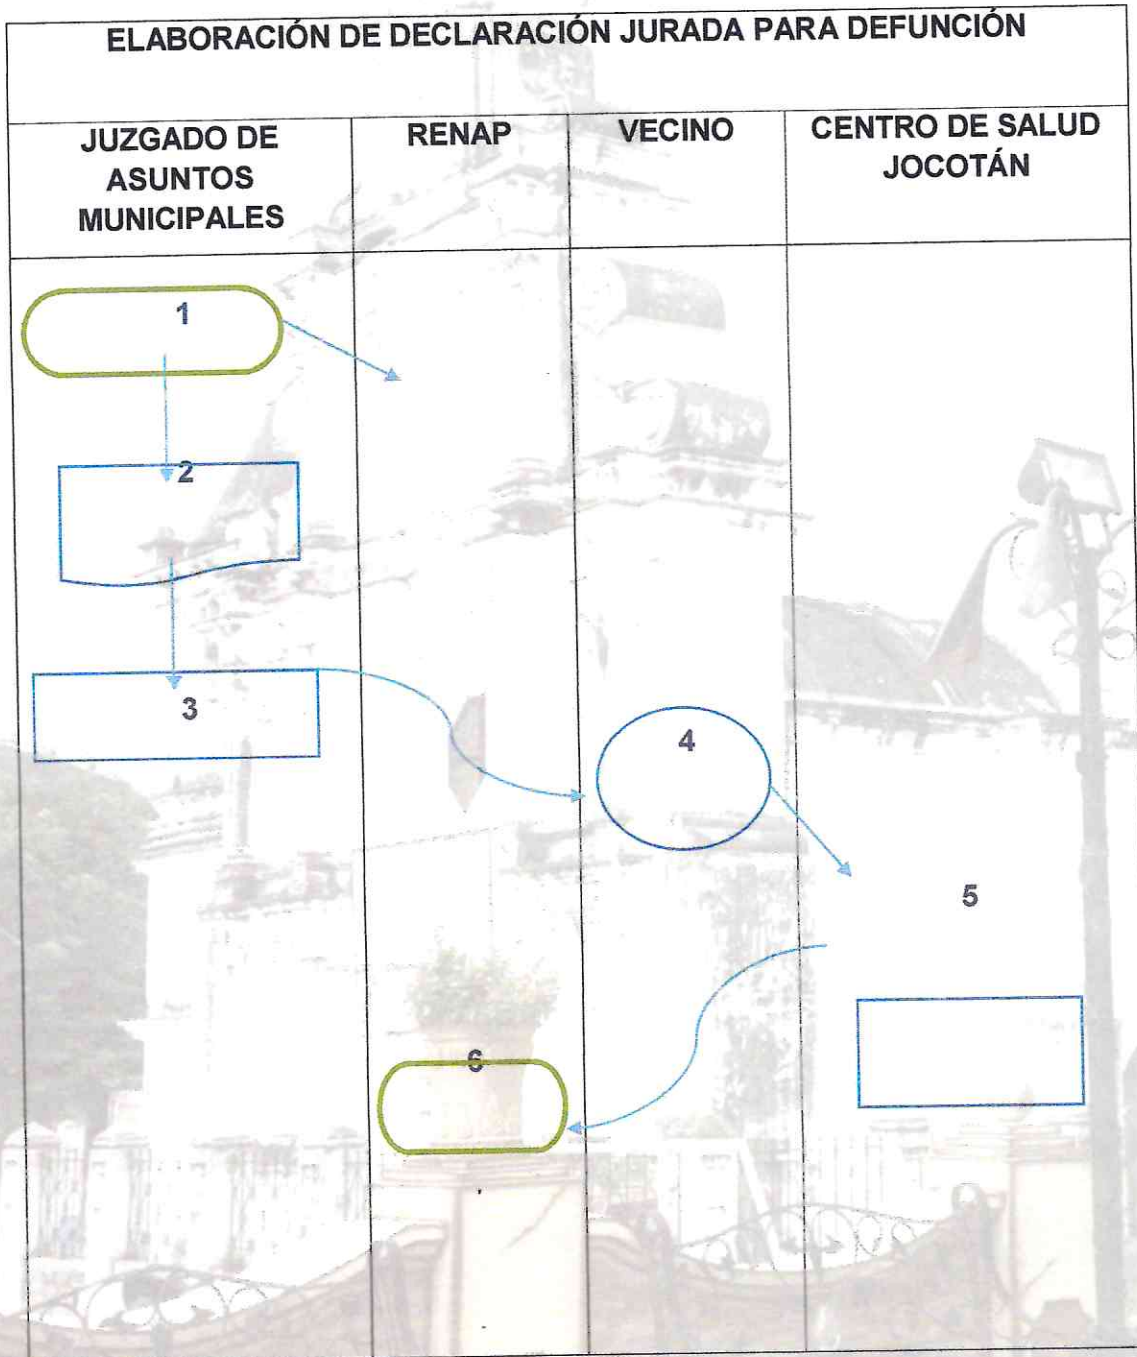 ELABORACIÓN DE DECLARACIÓN JURADA PARA DEFUNCIÓN
JUZGADO DE
ASUNTOS
MUNICIPALES
RENAP
VECINO
CENTRO DE SALUD
JOCOTÁN
1
2
3
4
5
6